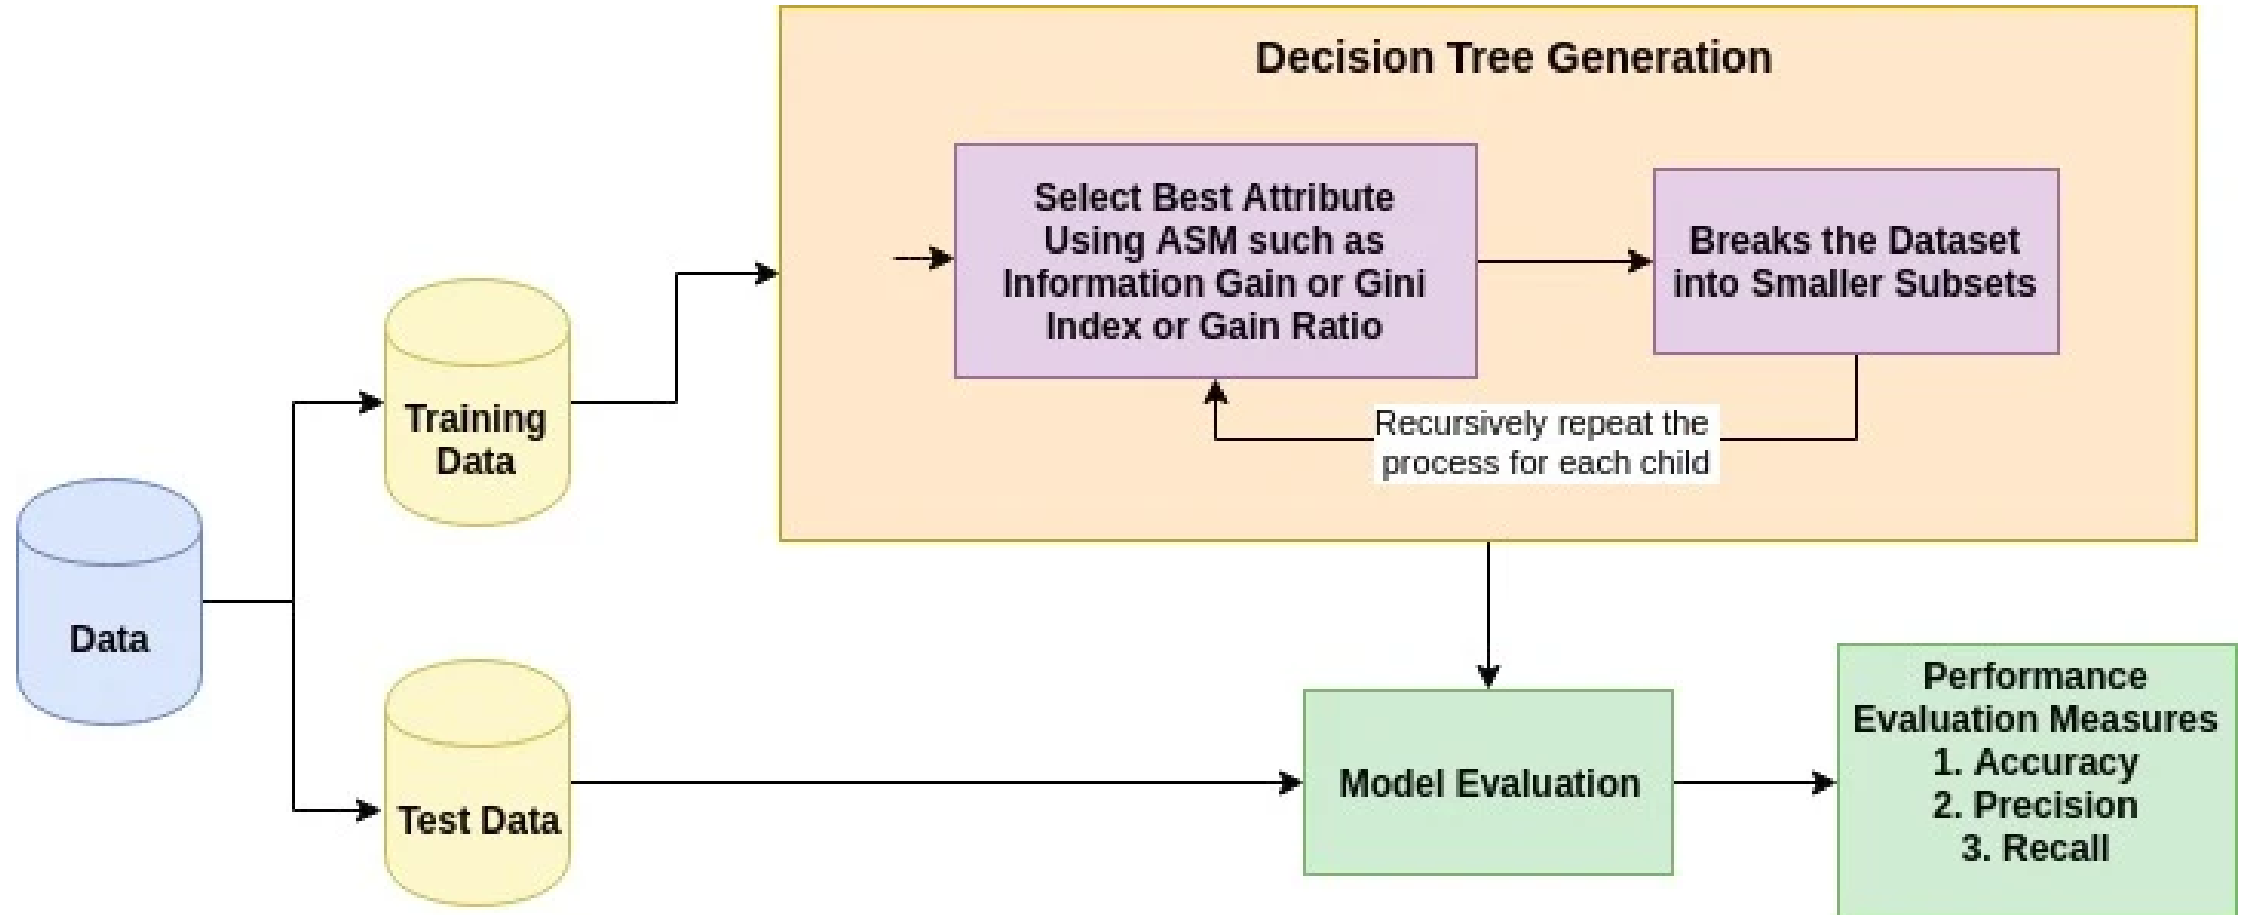 Decision Tree Generation
Select Best Attribute
Using ASM such as
Information Gain or Gini
Index or Gain Ratio
Breaks the Dataset
into Smaller Subsets
Recursively repeat the
process for each child
Training
Data
Data
Test Data
Model Evaluation
Performance
Evaluation Measures
1. Accuracy
2. Precision
3. Recall